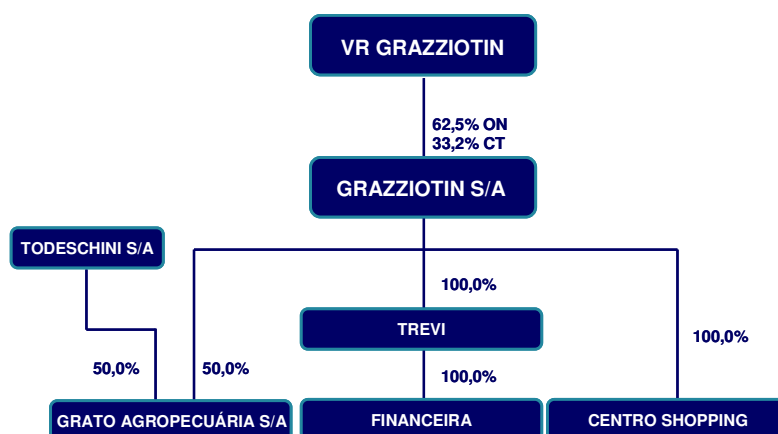 VR GRAZZIOTIN
62,5% ON
33,2% CT
GRAZZIOTIN S/A
TODESCHINI S/A
100,0%
TREVI
100,0%
50,0%
50,0%
100,0%
GRATO AGROPECUÁRIA S/A
FINANCEIRA
CENTRO SHOPPING